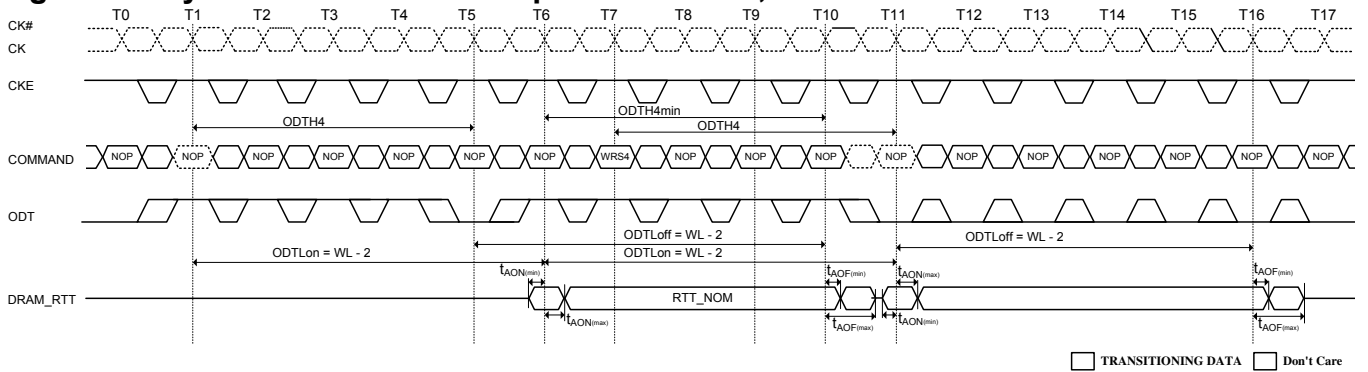 T0 T1 T2 T3 T4 T5 T6 T7 T8 T9 T10 T11 T12 T13 T14 T15 T16 T17
CK#
CK
CKE
ODTH4min
ODTH4
ODTH4
COMMAND NOP NOP NOP NOP NOP NOP NOP WRS4 NOP NOP NOP NOP NOP NOP NOP NOP NOP NOP
ODT
ODTLoff = WL - 2 ODTLoff = WL - 2
ODTLon = WL - 2 ODTLon = WL - 2
tAON(min) tAOF(min) tAON(max) tAOF(min)
DRAM_RTT RTT_NOM
tAON(max) tAOF(max) tAON(min) tAOF(max)
TRANSITIONING DATA Don't Care